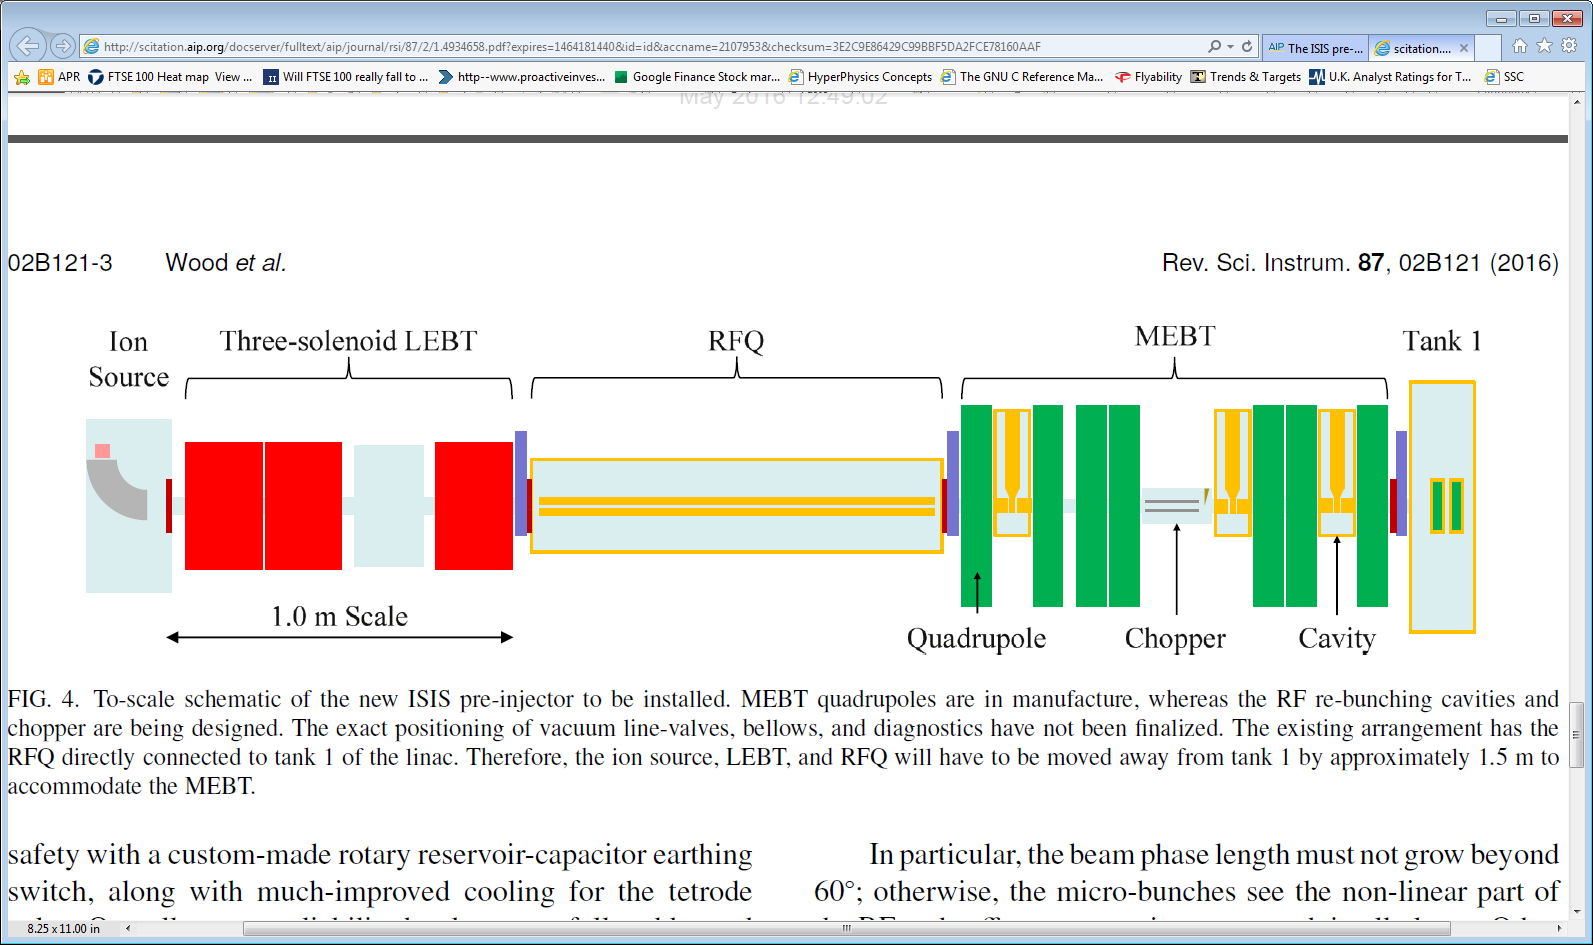 http://scitation.aip.org/docserver/fulltext/aip/journal/rsi/87/2/1.4934658.pdf?expires=1464181440&id=id&accname=2107953&checksum=3E2C9E86429C99BBF5DA2FCE78160AAF
AIP The ISIS pre-...
scitation....
APR
FTSE 100 Heat map View ...
Will FTSE 100 really fall to ...
http--www.proactiveinves...
Google Finance Stock mar...
HyperPhysics Concepts
The GNU C Reference Ma...
Flyability
Trends & Targets
U.K. Analyst Ratings for T...
SSC
May 2016 12:49:02
02B121-3 Wood et al.
Rev. Sci. Instrum. 87, 02B121 (2016)
Ion
Source
Three-solenoid LEBT
RFQ
MEBT
Tank 1
1.0 m Scale
Quadrupole
Chopper
Cavity
FIG. 4. To-scale schematic of the new ISIS pre-injector to be installed. MEBT quadrupoles are in manufacture, whereas the RF re-bunching cavities and
chopper are being designed. The exact positioning of vacuum line-valves, bellows, and diagnostics have not been finalized. The existing arrangement has the
RFQ directly connected to tank 1 of the linac. Therefore, the ion source, LEBT, and RFQ will have to be moved away from tank 1 by approximately 1.5 m to
accommodate the MEBT.
safety with a custom-made rotary reservoir-capacitor earthing
switch, along with much-improved cooling for the tetrode
In particular, the beam phase length must not grow beyond
60°; otherwise, the micro-bunches see the non-linear part of
8.25 x 11.00 in